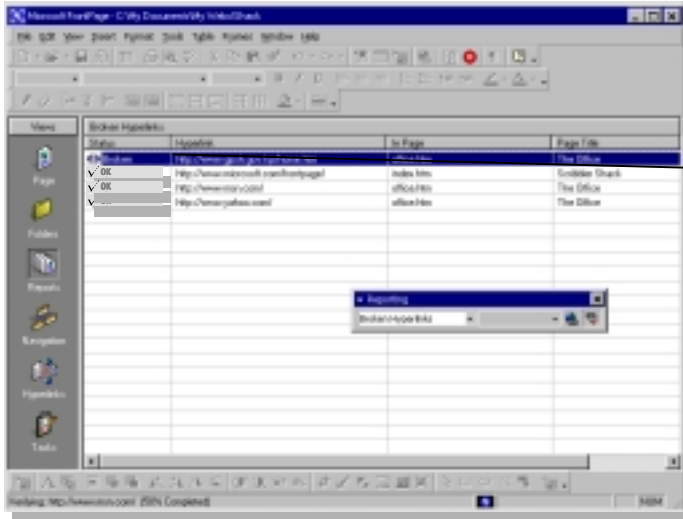 Microsoft FrontPage - C:\My Documents\My Webs\Shack
File Edit View Insert Format Tools Table Frames Window Help
Views
Broken Hyperlinks
Status Hyperlink In Page Page Title
Broken office.htm The Office
OK http://www.microsoft.com/frontpage/ index.htm Scribbler Shack
OK http://www.msn.com/ office.htm The Office
http://www.yahoo.com/ office.htm The Office
Page
Folders
Reports
Navigation
Hyperlinks
Tasks
Reporting
Broken Hyperlinks
Verifying: http://www.msn.com/ (50% Completed)
NUM